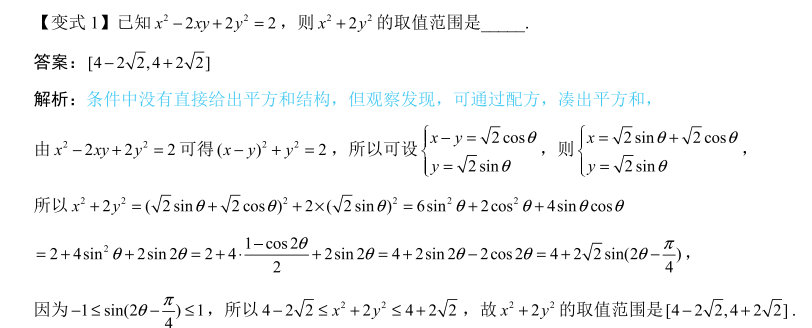 【变式 1】已知 $x^2-2xy+2y^2=2$，则 $x^2+2y^2$ 的取值范围是_____.
答案：$[4-2\sqrt{2},4+2\sqrt{2}]$
解析：条件中没有直接给出平方和结构，但观察发现，可通过配方，凑出平方和，
由 $x^2-2xy+2y^2=2$ 可得 $(x-y)^2+y^2=2$，所以可设 $\begin{cases}x-y=\sqrt{2}\cos\theta\\y=\sqrt{2}\sin\theta\end{cases}$，则 $\begin{cases}x=\sqrt{2}\sin\theta+\sqrt{2}\cos\theta\\y=\sqrt{2}\sin\theta\end{cases}$，
所以 $x^2+2y^2=(\sqrt{2}\sin\theta+\sqrt{2}\cos\theta)^2+2\times(\sqrt{2}\sin\theta)^2=6\sin^2\theta+2\cos^2\theta+4\sin\theta\cos\theta$
$=2+4\sin^2\theta+2\sin2\theta=2+4\cdot\frac{1-\cos2\theta}{2}+2\sin2\theta=4+2\sin2\theta-2\cos2\theta=4+2\sqrt{2}\sin(2\theta-\frac{\pi}{4})$，
因为 $-1\le\sin(2\theta-\frac{\pi}{4})\le1$，所以 $4-2\sqrt{2}\le x^2+2y^2\le4+2\sqrt{2}$，故 $x^2+2y^2$ 的取值范围是 $[4-2\sqrt{2},4+2\sqrt{2}]$.